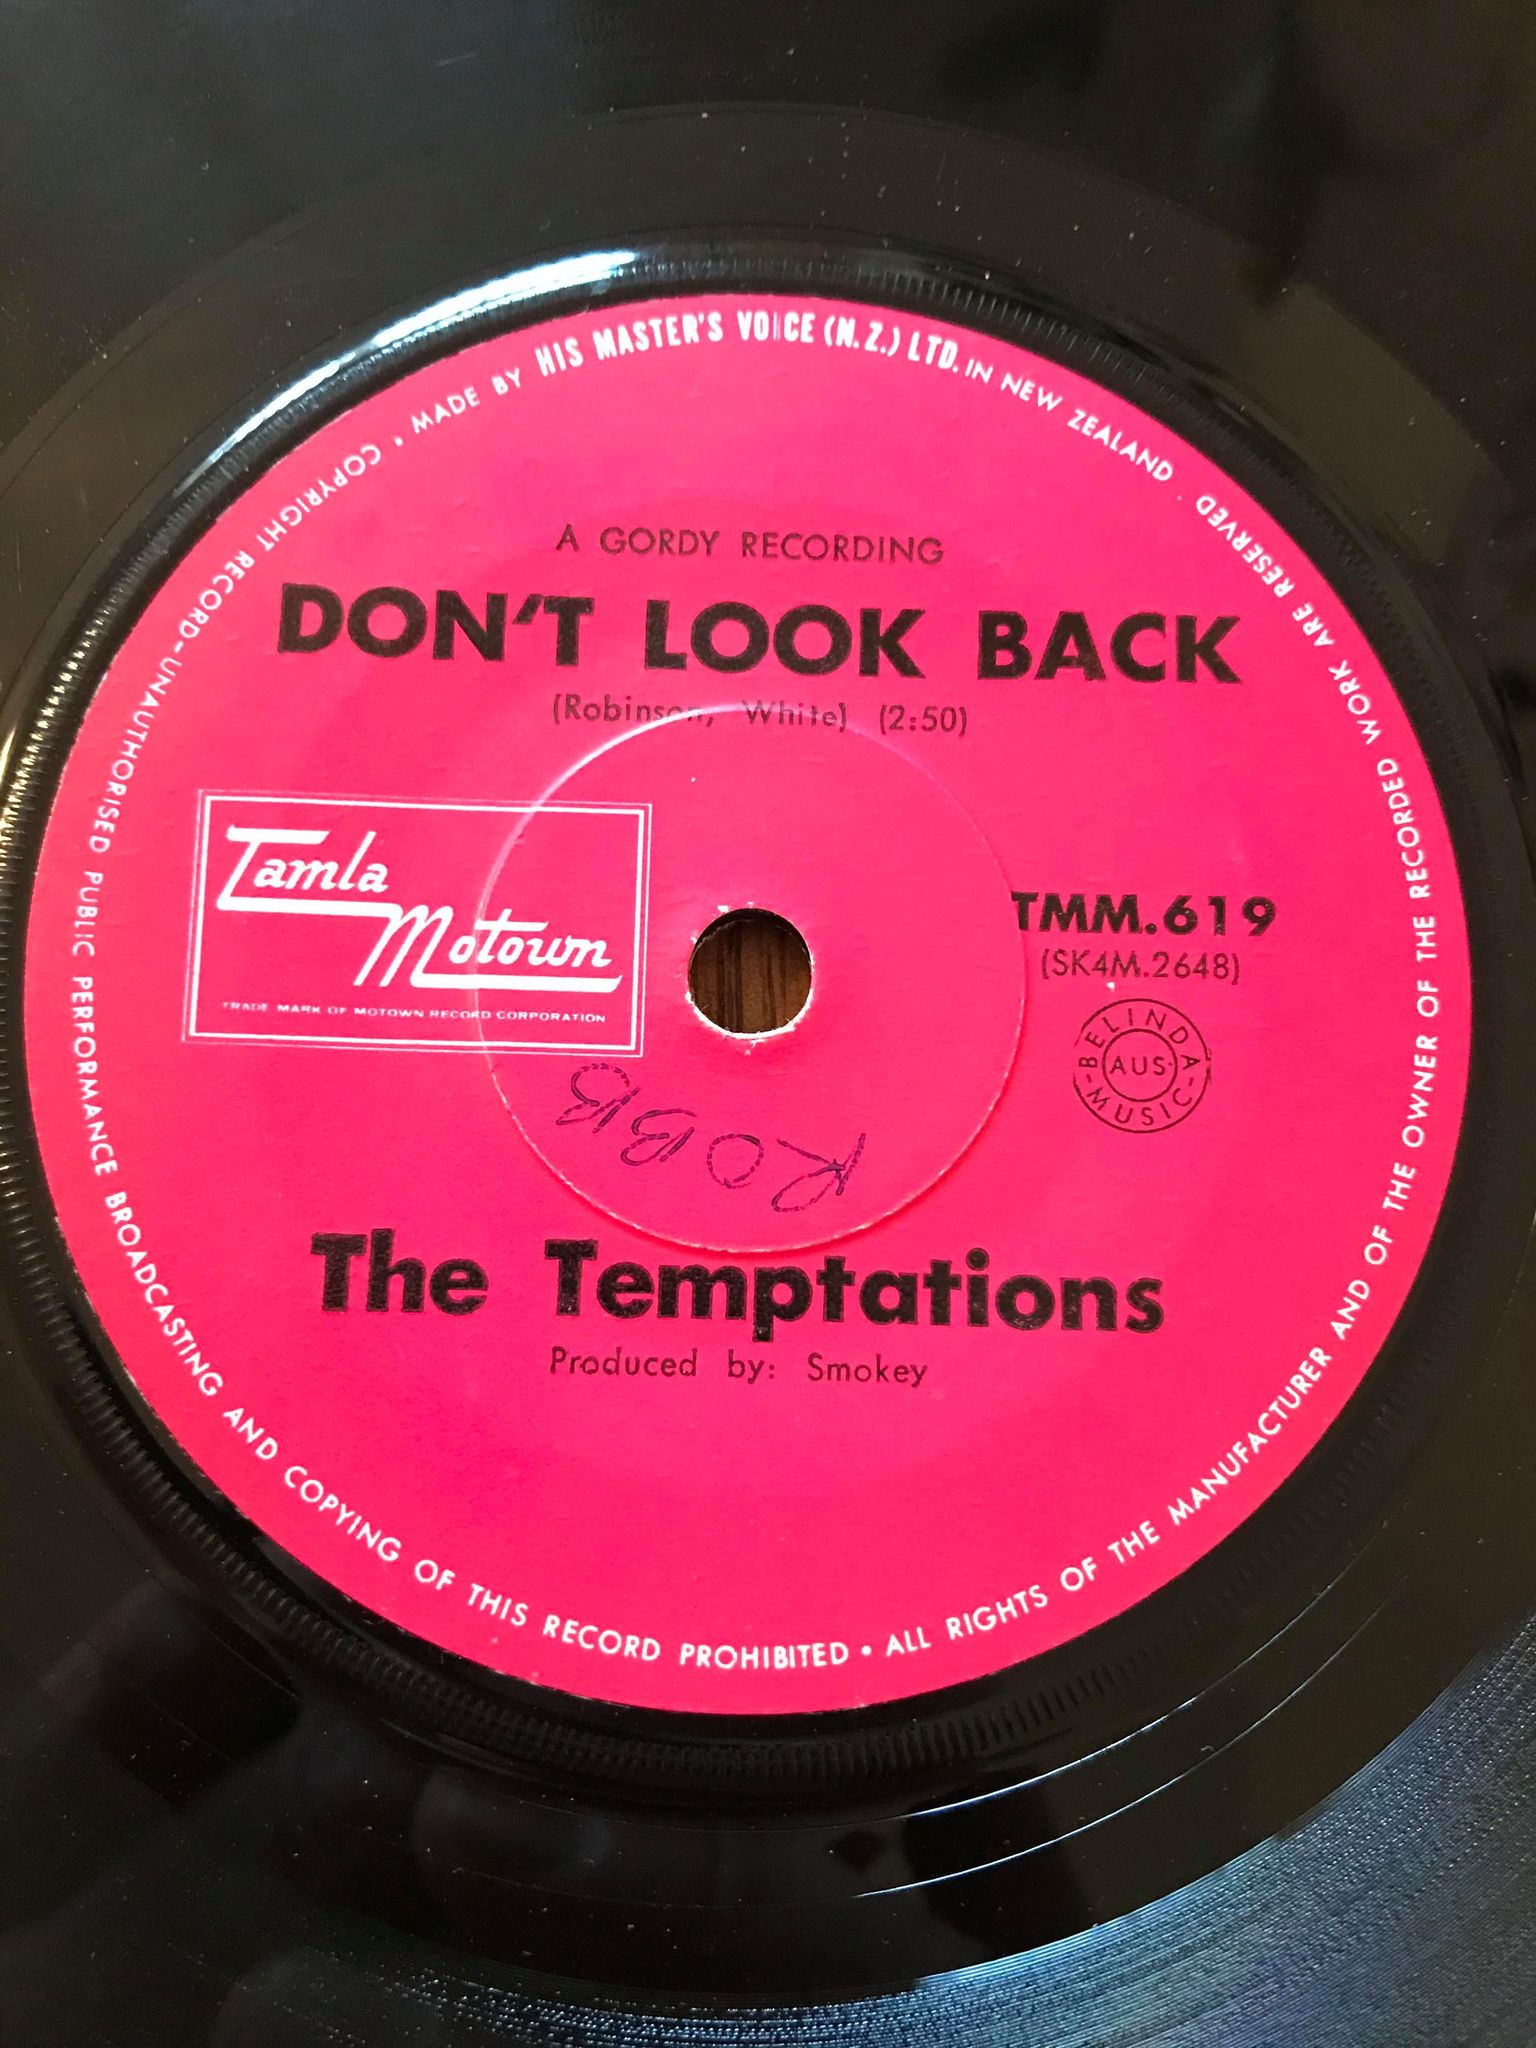 MADE BY HIS MASTER'S VOICE (N.Z.) LTD. IN NEW ZEALAND
A GORDY RECORDING
DON'T LOOK BACK
(Robinson, White) (2:50)
Tamla
Motown
TRADE MARK OF MOTOWN RECORD CORPORATION
TMM.619
(SK4M.2648)
BELINDA
AUS.
MUSIC
ROBB
The Temptations
Produced by: Smokey
COPYRIGHT RECORD–UNAUTHORISED PUBLIC PERFORMANCE BROADCASTING AND COPYING OF THIS RECORD PROHIBITED • ALL RIGHTS OF THE MANUFACTURER AND OF THE OWNER OF THE RECORDED WORK ARE RESERVED